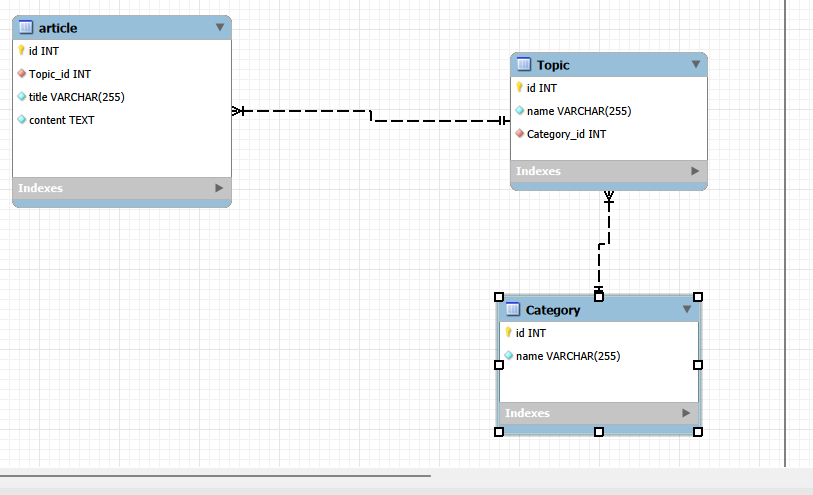 article
id INT
Topic_id INT
title VARCHAR(255)
content TEXT
Indexes
Topic
id INT
name VARCHAR(255)
Category_id INT
Indexes
Category
id INT
name VARCHAR(255)
Indexes